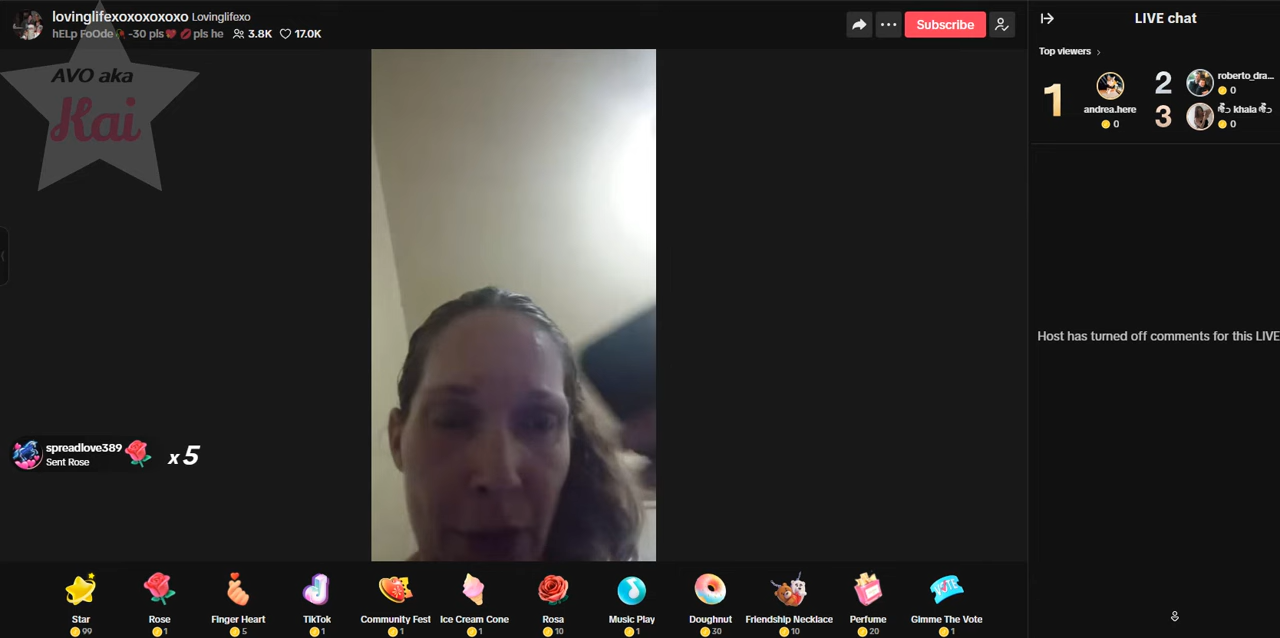 lovinglifexoxoxoxoxo Lovinglifexo
hELp FoOde -30 pls pls he 3.8K 17.0K
Subscribe
AVO aka
Kai
LIVE chat
Top viewers
1
andrea.here
0
2
roberto_dra...
0
3
khala
0
Host has turned off comments for this LIVE
spreadlove389
Sent Rose
x 5
Star
99
Rose
1
Finger Heart
5
TikTok
1
Community Fest
1
Ice Cream Cone
1
Rosa
10
Music Play
1
Doughnut
30
Friendship Necklace
10
Perfume
20
VOTE
GImme The Vote
1